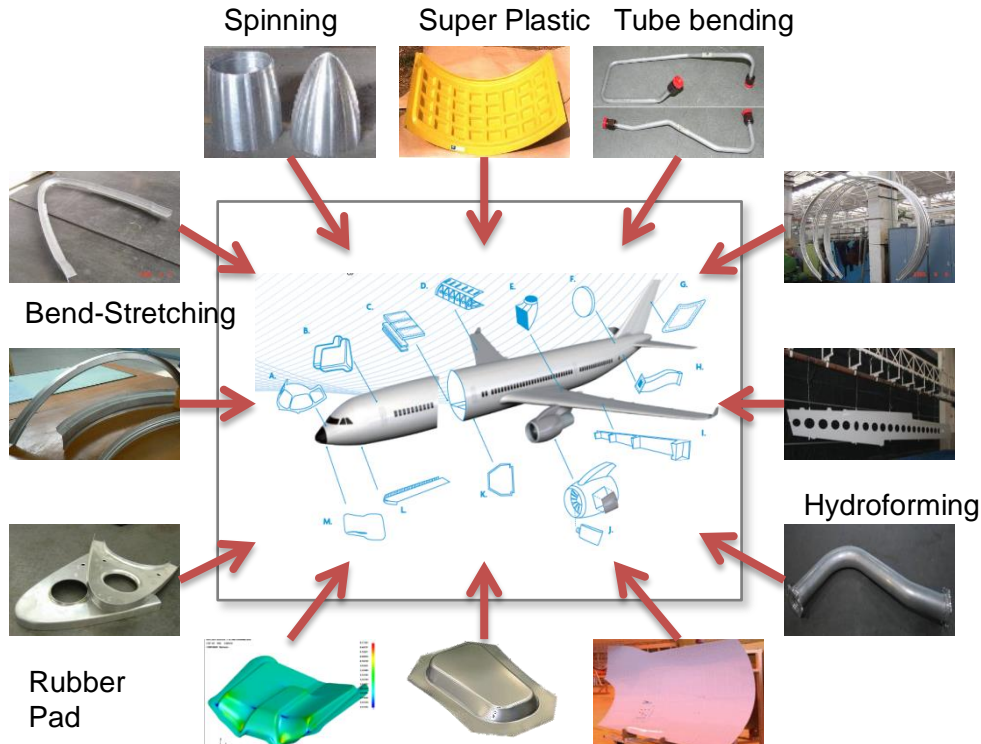 Spinning
Super Plastic
Tube bending
Bend-Stretching
D.
E.
F.
G.
C.
B.
A.
H.
I.
K.
L.
M.
J.
Hydroforming
Rubber
Pad